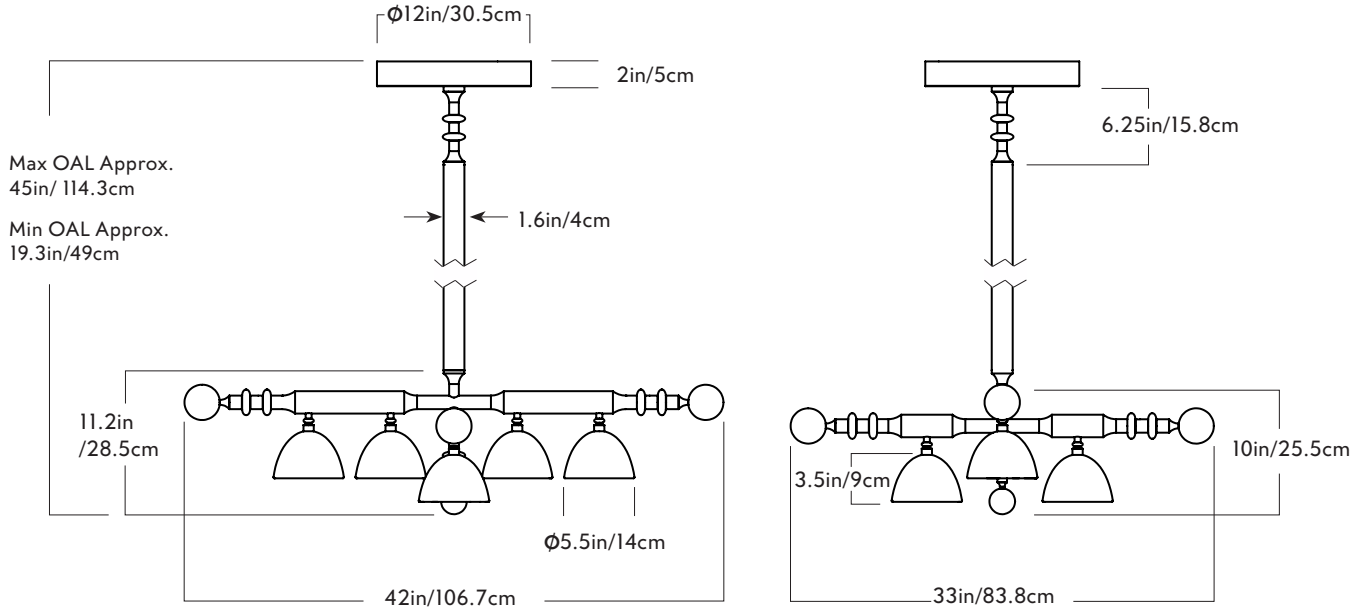 ϕ12in/30.5cm
2in/5cm
6.25in/15.8cm
Max OAL Approx.
45in/ 114.3cm
1.6in/4cm
Min OAL Approx.
19.3in/49cm
11.2in
/28.5cm
10in/25.5cm
3.5in/9cm
ϕ5.5in/14cm
42in/106.7cm
33in/83.8cm